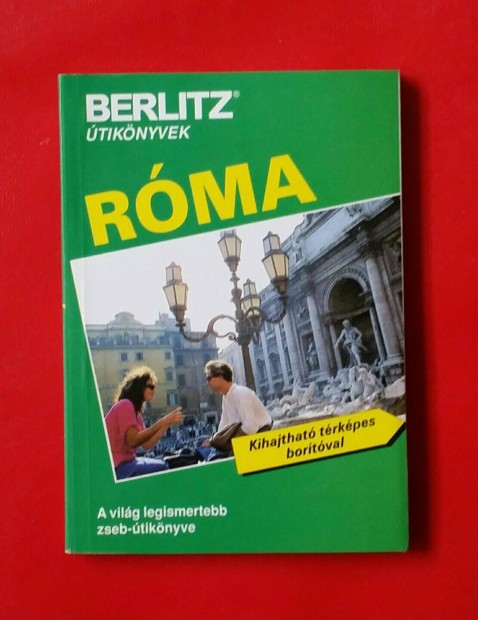 BERLITZ®
ÚTIKÖNYVEK
RÓMA
Kihajtható térképes
borítóval
A világ legismertebb
zseb-útikönyve